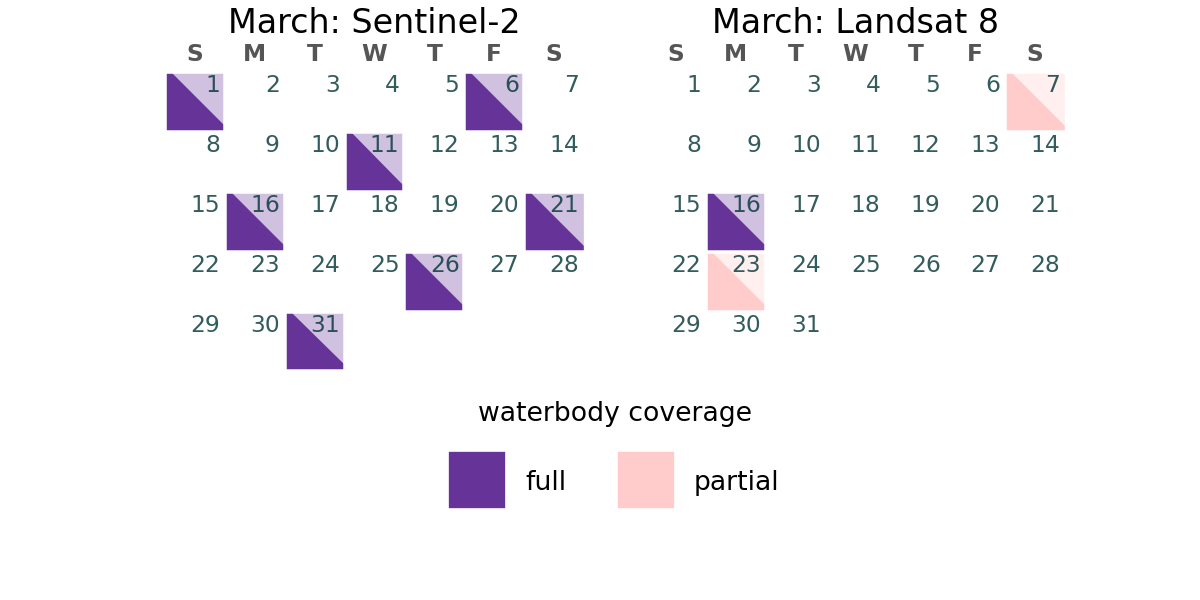 March: Sentinel-2
S M T W T F S
1 2 3 4 5 6 7
8 9 10 11 12 13 14
15 16 17 18 19 20 21
22 23 24 25 26 27 28
29 30 31
March: Landsat 8
S M T W T F S
1 2 3 4 5 6 7
8 9 10 11 12 13 14
15 16 17 18 19 20 21
22 23 24 25 26 27 28
29 30 31
waterbody coverage
full partial